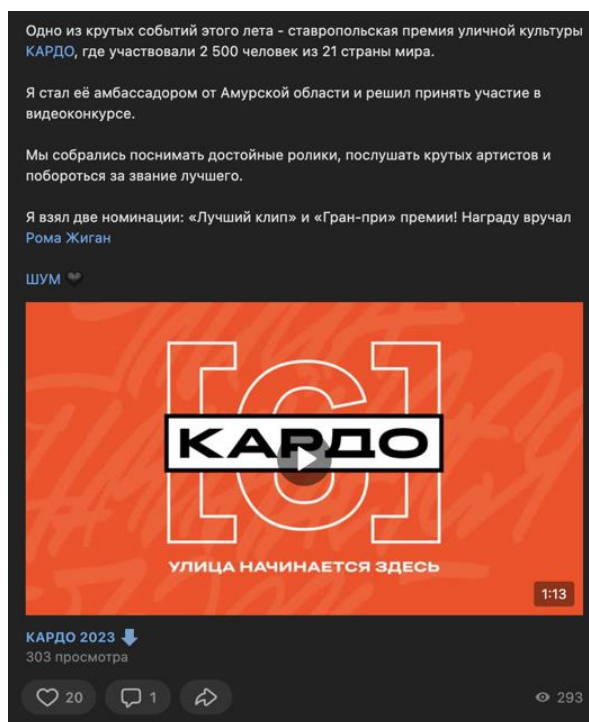 Одно из крутых событий этого лета - ставропольская премия уличной культуры
КАРДО, где участвовали 2 500 человек из 21 страны мира.
Я стал её амбассадором от Амурской области и решил принять участие в
видеоконкурсе.
Мы собрались поснимать достойные ролики, послушать крутых артистов и
побороться за звание лучшего.
Я взял две номинации: «Лучший клип» и «Гран-при» премии! Награду вручал
Рома Жиган
ШУМ 🖤
[6]
КАРДО
УЛИЦА НАЧИНАЕТСЯ ЗДЕСЬ
1:13
КАРДО 2023 ⬇
303 просмотра
20 1 293